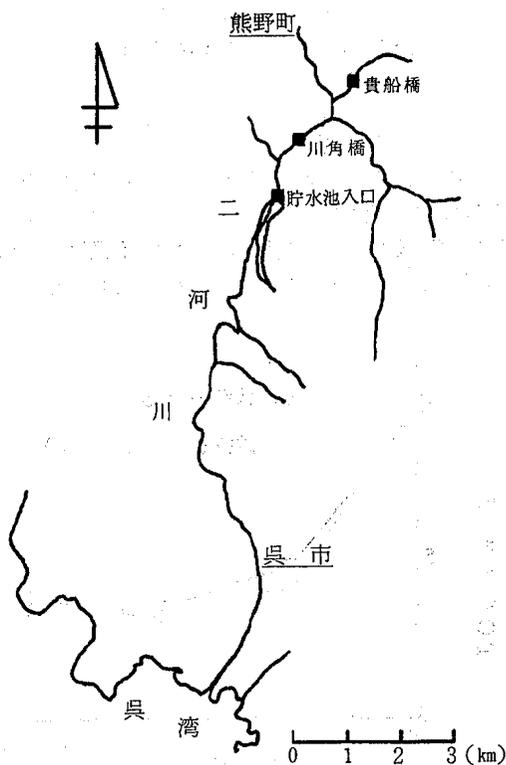 熊野町
貴船橋
川角橋
貯水池入口
二
河
川
呉 市
呉
湾
0 1 2 3 (km)